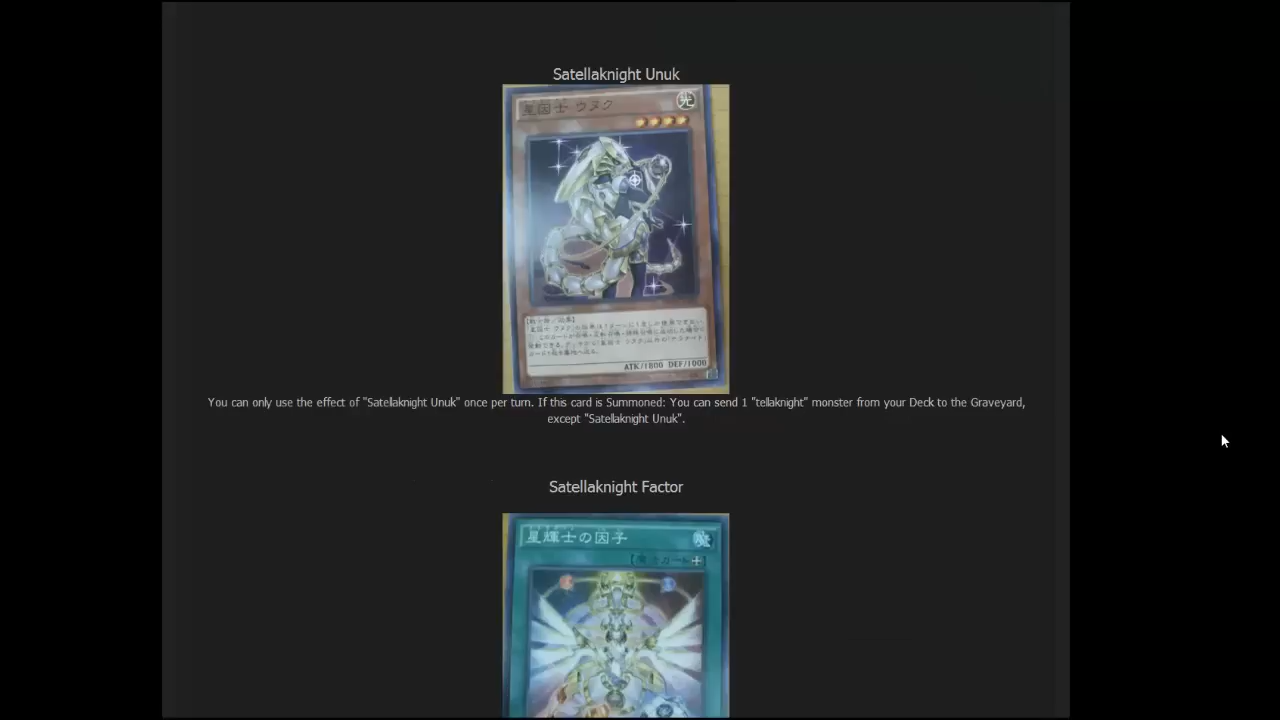 Satellaknight Unuk
星因士 ウヌク
光
ATK/1800 DEF/1000
You can only use the effect of "Satellaknight Unuk" once per turn. If this card is Summoned: You can send 1 "tellaknight" monster from your Deck to the Graveyard,
except "Satellaknight Unuk".
Satellaknight Factor
星輝士の因子